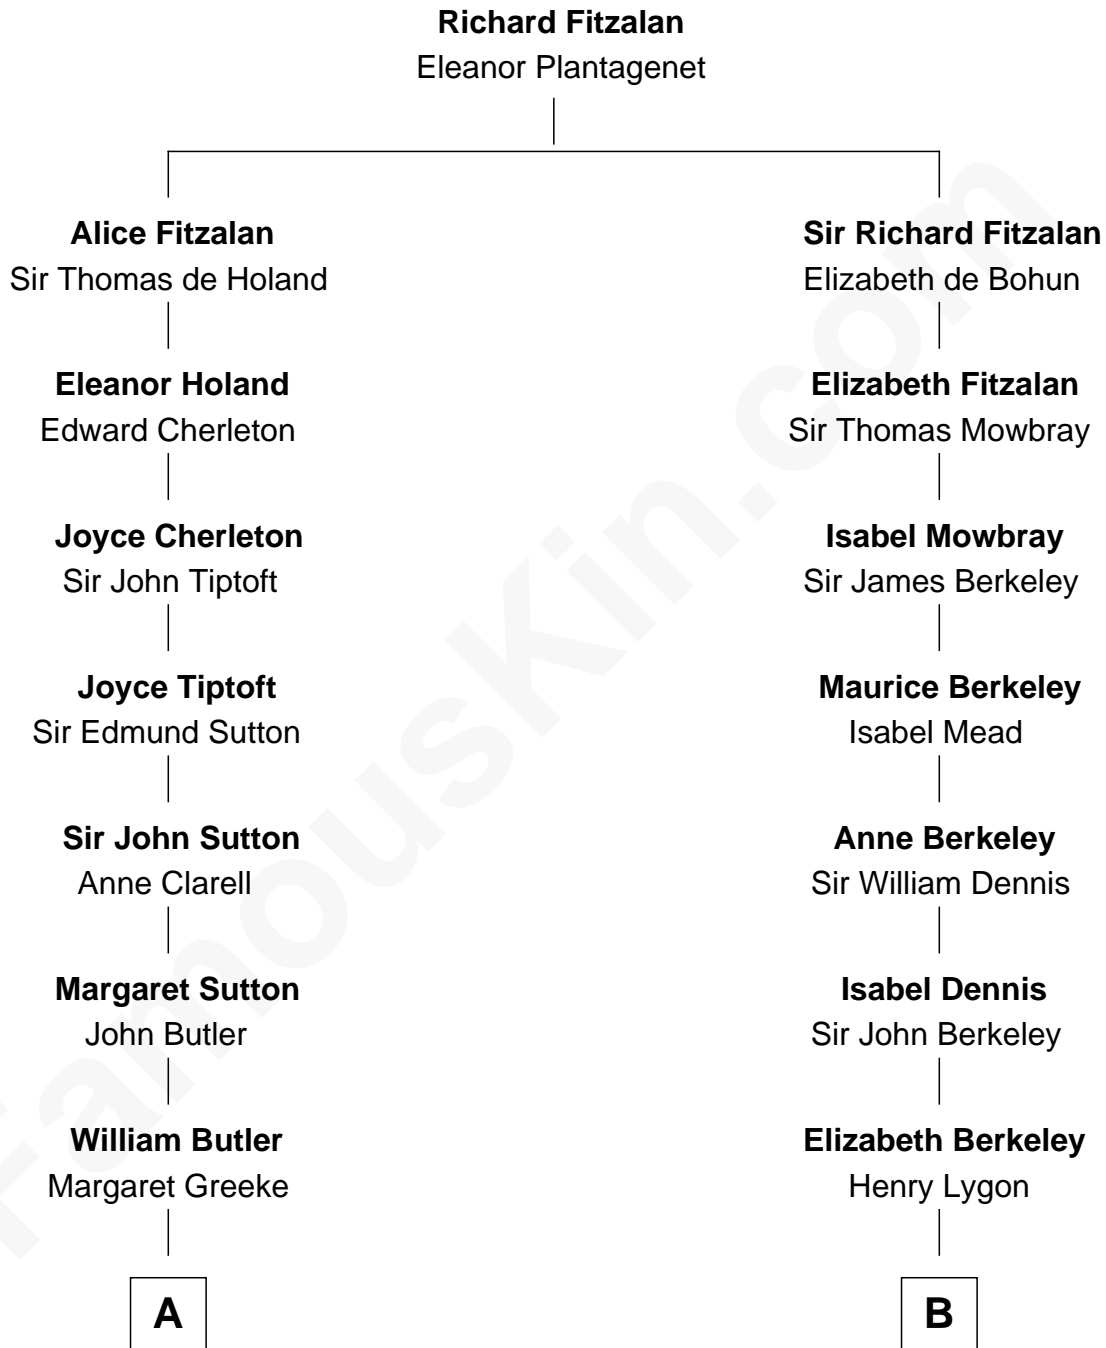 Richard Fitzalan
Eleanor Plantagenet
Alice Fitzalan
Sir Thomas de Holand
Sir Richard Fitzalan
Elizabeth de Bohun
Eleanor Holand
Edward Cherleton
Elizabeth Fitzalan
Sir Thomas Mowbray
Joyce Cherleton
Sir John Tiptoft
Isabel Mowbray
Sir James Berkeley
Joyce Tiptoft
Sir Edmund Sutton
Maurice Berkeley
Isabel Mead
Sir John Sutton
Anne Clarell
Anne Berkeley
Sir William Dennis
Margaret Sutton
John Butler
Isabel Dennis
Sir John Berkeley
William Butler
Margaret Greeke
Elizabeth Berkeley
Henry Lygon
A
B
FamousKin.com